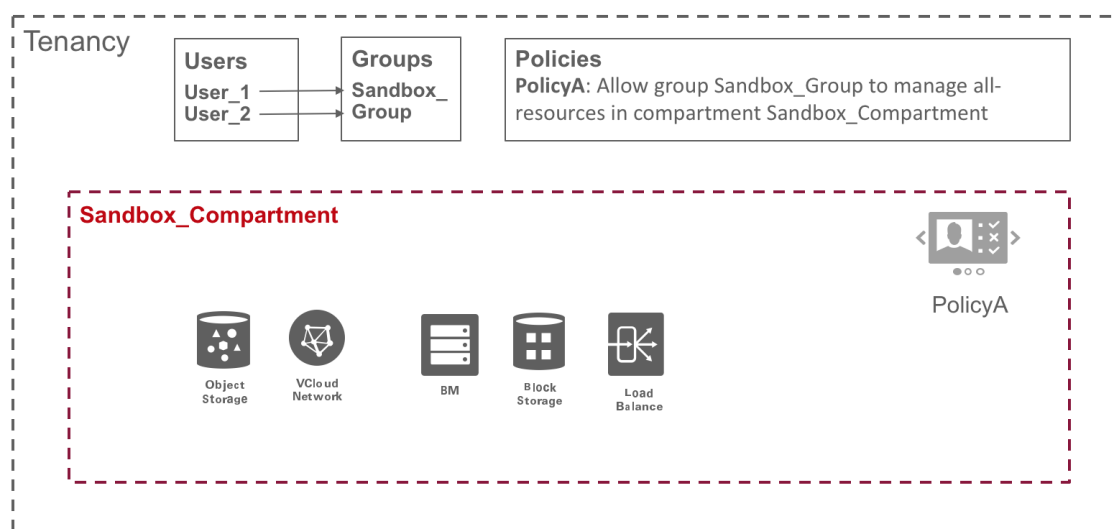 Tenancy
Users
User_1
User_2
Groups
Sandbox_
Group
Policies
PolicyA: Allow group Sandbox_Group to manage all-
resources in compartment Sandbox_Compartment
Sandbox_Compartment
PolicyA
Object
Storage
VCloud
Network
BM
Block
Storage
Load
Balance